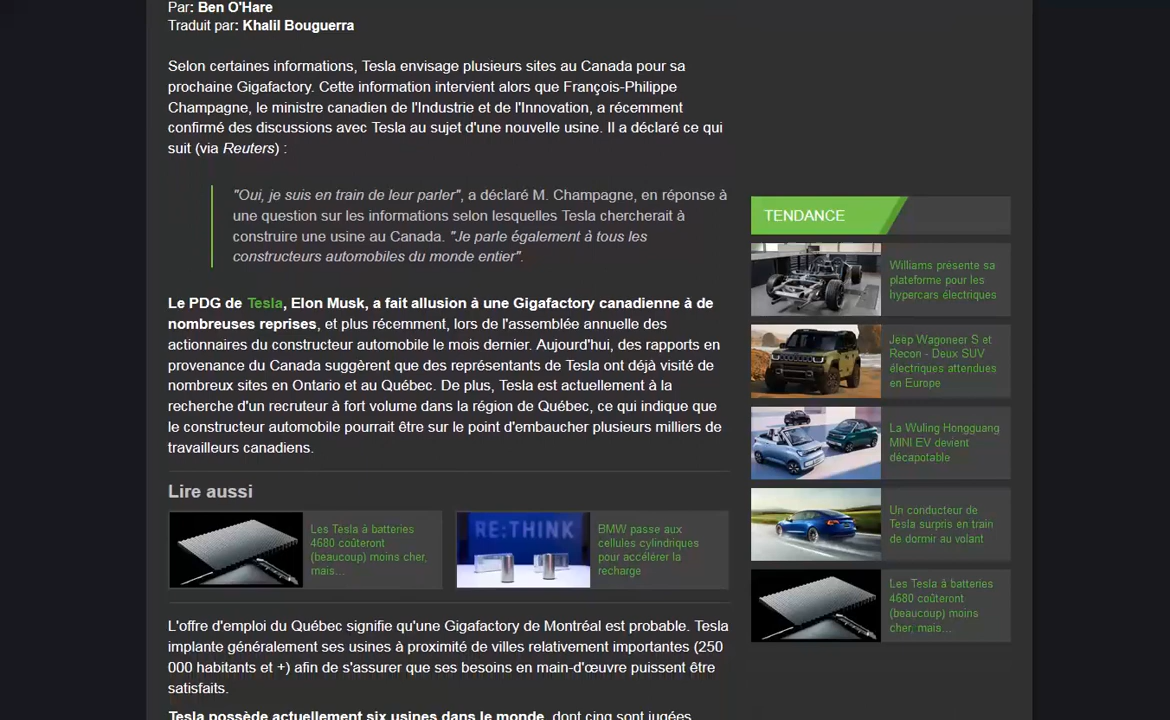 Par: Ben O'Hare
Traduit par: Khalil Bouguerra
Selon certaines informations, Tesla envisage plusieurs sites au Canada pour sa
prochaine Gigafactory. Cette information intervient alors que François-Philippe
Champagne, le ministre canadien de l'Industrie et de l'Innovation, a récemment
confirmé des discussions avec Tesla au sujet d'une nouvelle usine. Il a déclaré ce qui
suit (via Reuters) :
"Oui, je suis en train de leur parler", a déclaré M. Champagne, en réponse à
une question sur les informations selon lesquelles Tesla chercherait à
construire une usine au Canada. "Je parle également à tous les
constructeurs automobiles du monde entier".
Le PDG de Tesla, Elon Musk, a fait allusion à une Gigafactory canadienne à de
nombreuses reprises, et plus récemment, lors de l'assemblée annuelle des
actionnaires du constructeur automobile le mois dernier. Aujourd'hui, des rapports en
provenance du Canada suggèrent que des représentants de Tesla ont déjà visité de
nombreux sites en Ontario et au Québec. De plus, Tesla est actuellement à la
recherche d'un recruteur à fort volume dans la région de Québec, ce qui indique que
le constructeur automobile pourrait être sur le point d'embaucher plusieurs milliers de
travailleurs canadiens.
Lire aussi
Les Tesla à batteries
4680 coûteront
(beaucoup) moins cher,
mais...
RE:THINK
BMW passe aux
cellules cylindriques
pour accélérer la
recharge
L'offre d'emploi du Québec signifie qu'une Gigafactory de Montréal est probable. Tesla
implante généralement ses usines à proximité de villes relativement importantes (250
000 habitants et +) afin de s'assurer que ses besoins en main-d'œuvre puissent être
satisfaits.
Tesla possède actuellement six usines dans le monde, dont cinq sont jugées
TENDANCE
Williams présente sa
plateforme pour les
hypercars électriques
Jeep Wagoneer S et
Recon - Deux SUV
électriques attendues
en Europe
La Wuling Hongguang
MINI EV devient
décapotable
Un conducteur de
Tesla surpris en train
de dormir au volant
Les Tesla à batteries
4680 coûteront
(beaucoup) moins
cher, mais...